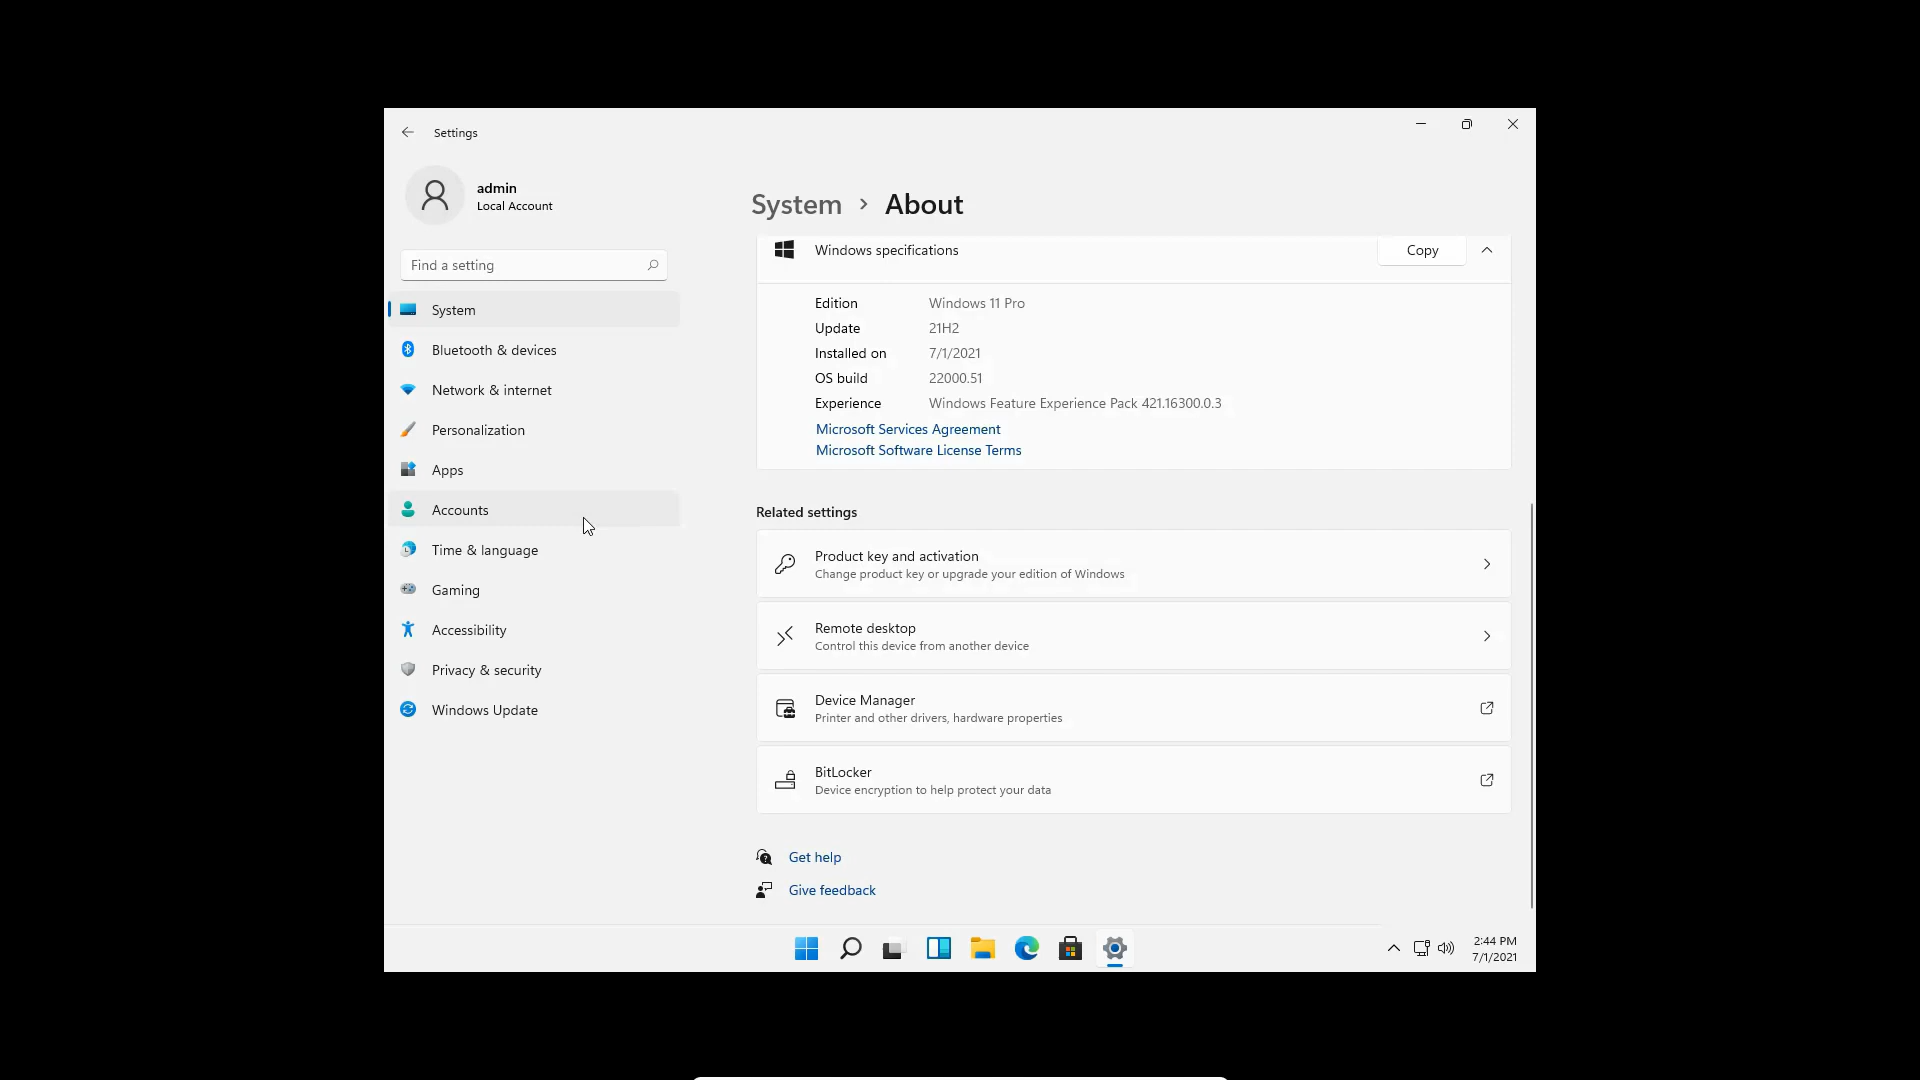 Settings
admin
Local Account
Find a setting
System
Bluetooth & devices
Network & internet
Personalization
Apps
Accounts
Time & language
Gaming
Accessibility
Privacy & security
Windows Update
System > About
Windows specifications Copy
Edition Windows 11 Pro
Update 21H2
Installed on 7/1/2021
OS build 22000.51
Experience Windows Feature Experience Pack 421.16300.0.3
Microsoft Services Agreement
Microsoft Software License Terms
Related settings
Product key and activation
Change product key or upgrade your edition of Windows
Remote desktop
Control this device from another device
Device Manager
Printer and other drivers, hardware properties
BitLocker
Device encryption to help protect your data
Get help
Give feedback
2:44 PM
7/1/2021